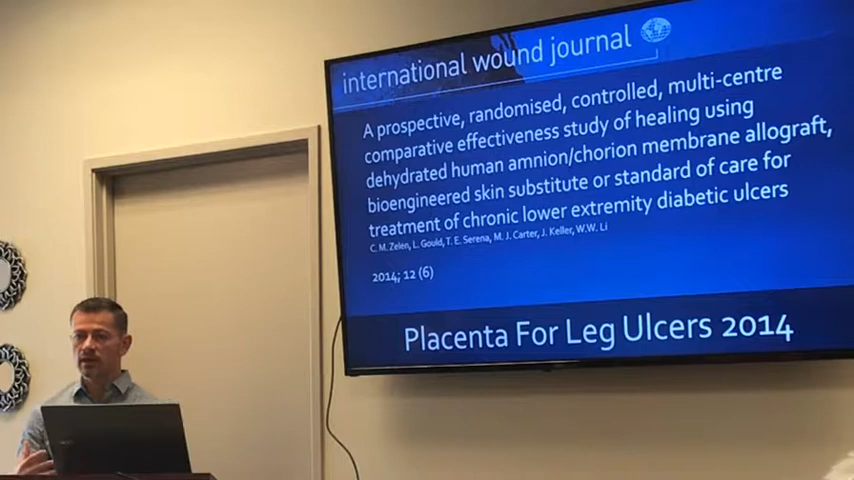 international wound journal
A prospective, randomised, controlled, multi-centre
comparative effectiveness study of healing using
dehydrated human amnion/chorion membrane allograft,
bioengineered skin substitute or standard of care for
treatment of chronic lower extremity diabetic ulcers
C. M. Zelen, L. Gould, T. E. Serena, M. J. Carter, J. Keller, W.W. Li
2014; 12 (6)
Placenta For Leg Ulcers 2014